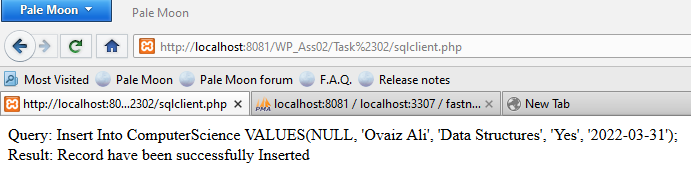 Pale Moon
Pale Moon
http://localhost:8081/WP_Ass02/Task%2302/sqlclient.php
Most Visited Pale Moon Pale Moon forum F.A.Q. Release notes
http://localhost:80...2302/sqlclient.php localhost:8081 / localhost:3307 / fastn... New Tab
Query: Insert Into ComputerScience VALUES(NULL, 'Ovaiz Ali', 'Data Structures', 'Yes', '2022-03-31');
Result: Record have been successfully Inserted